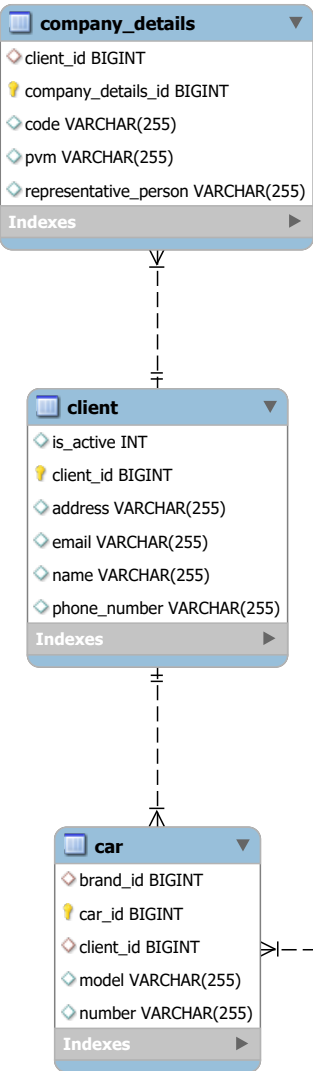 company_details
client_id BIGINT
company_details_id BIGINT
code VARCHAR(255)
pvm VARCHAR(255)
representative_person VARCHAR(255)
Indexes
client
is_active INT
client_id BIGINT
address VARCHAR(255)
email VARCHAR(255)
name VARCHAR(255)
phone_number VARCHAR(255)
Indexes
car
brand_id BIGINT
car_id BIGINT
client_id BIGINT
model VARCHAR(255)
number VARCHAR(255)
Indexes